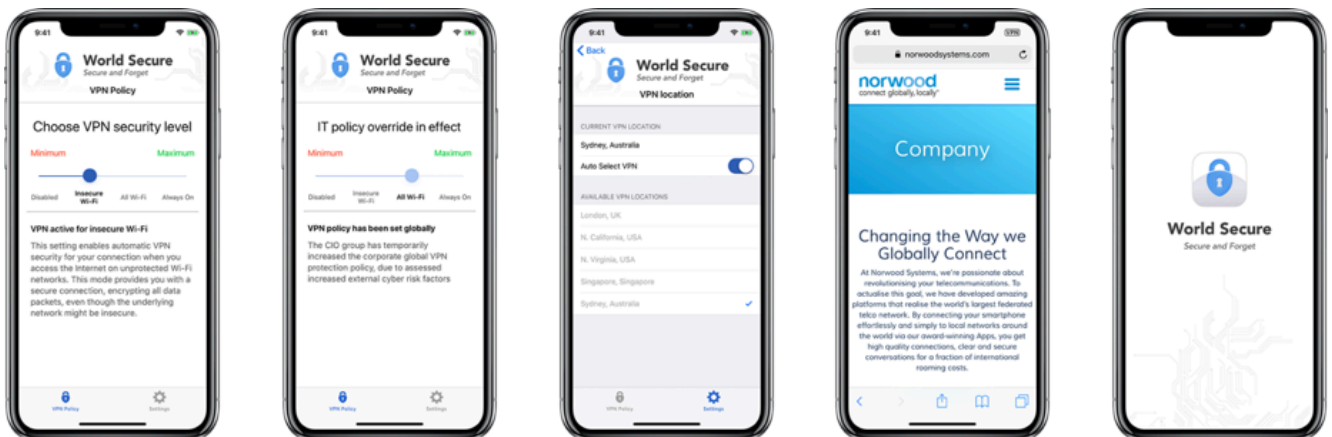 9:41
World Secure
Secure and Forget
VPN Policy
Choose VPN security level
Minimum Maximum
Disabled Insecure Wi-Fi All Wi-Fi Always On
VPN active for insecure Wi-Fi
This setting enables automatic VPN
security for your connection when you
access the Internet on unprotected Wi-Fi
networks. This mode provides you with a
secure connection, encrypting all data
packets, even though the underlying
network might be insecure.
VPN Policy Settings
9:41
World Secure
Secure and Forget
VPN Policy
IT policy override in effect
Minimum Maximum
Disabled Insecure Wi-Fi All Wi-Fi Always On
VPN policy has been set globally
The CIO group has temporarily
increased the corporate global VPN
protection policy, due to assessed
increased external cyber risk factors
VPN Policy Settings
9:41
Back
World Secure
Secure and Forget
VPN location
CURRENT VPN LOCATION
Sydney, Australia
Auto Select VPN
AVAILABLE VPN LOCATIONS
London, UK
N. California, USA
N. Virginia, USA
Singapore, Singapore
Sydney, Australia
VPN Policy Settings
9:41 VPN
norwoodsystems.com
norwood
connect globally, locally"
Company
Changing the Way we
Globally Connect
At Norwood Systems, we're passionate about
revolutionising your telecommunications. To
actualise this goal, we have developed amazing
platforms that realise the world's largest federated
telco network. By connecting your smartphone
effortlessly and simply to local networks around
the world via our award-winning Apps, you get
high quality connections, clear and secure
conversations for a fraction of international
roaming costs.
9:41
World Secure
Secure and Forget